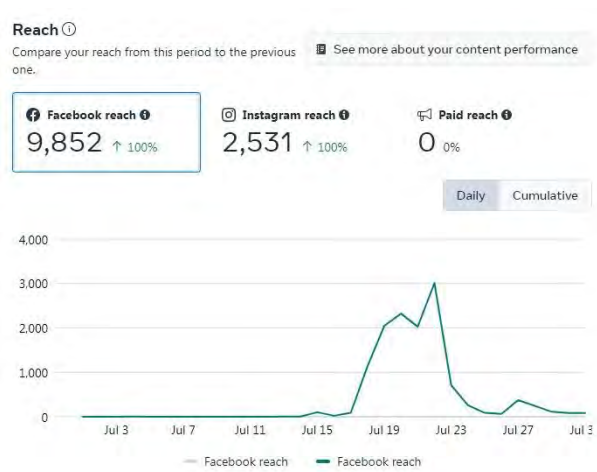 Reach
Compare your reach from this period to the previous
one.
See more about your content performance
Facebook reach
9,852 ↑ 100%
Instagram reach
2,531 ↑ 100%
Paid reach
0 0%
Daily
Cumulative
4,000
3,000
2,000
1,000
0
Jul 3 Jul 7 Jul 11 Jul 15 Jul 19 Jul 23 Jul 27 Jul 3
Facebook reach Facebook reach